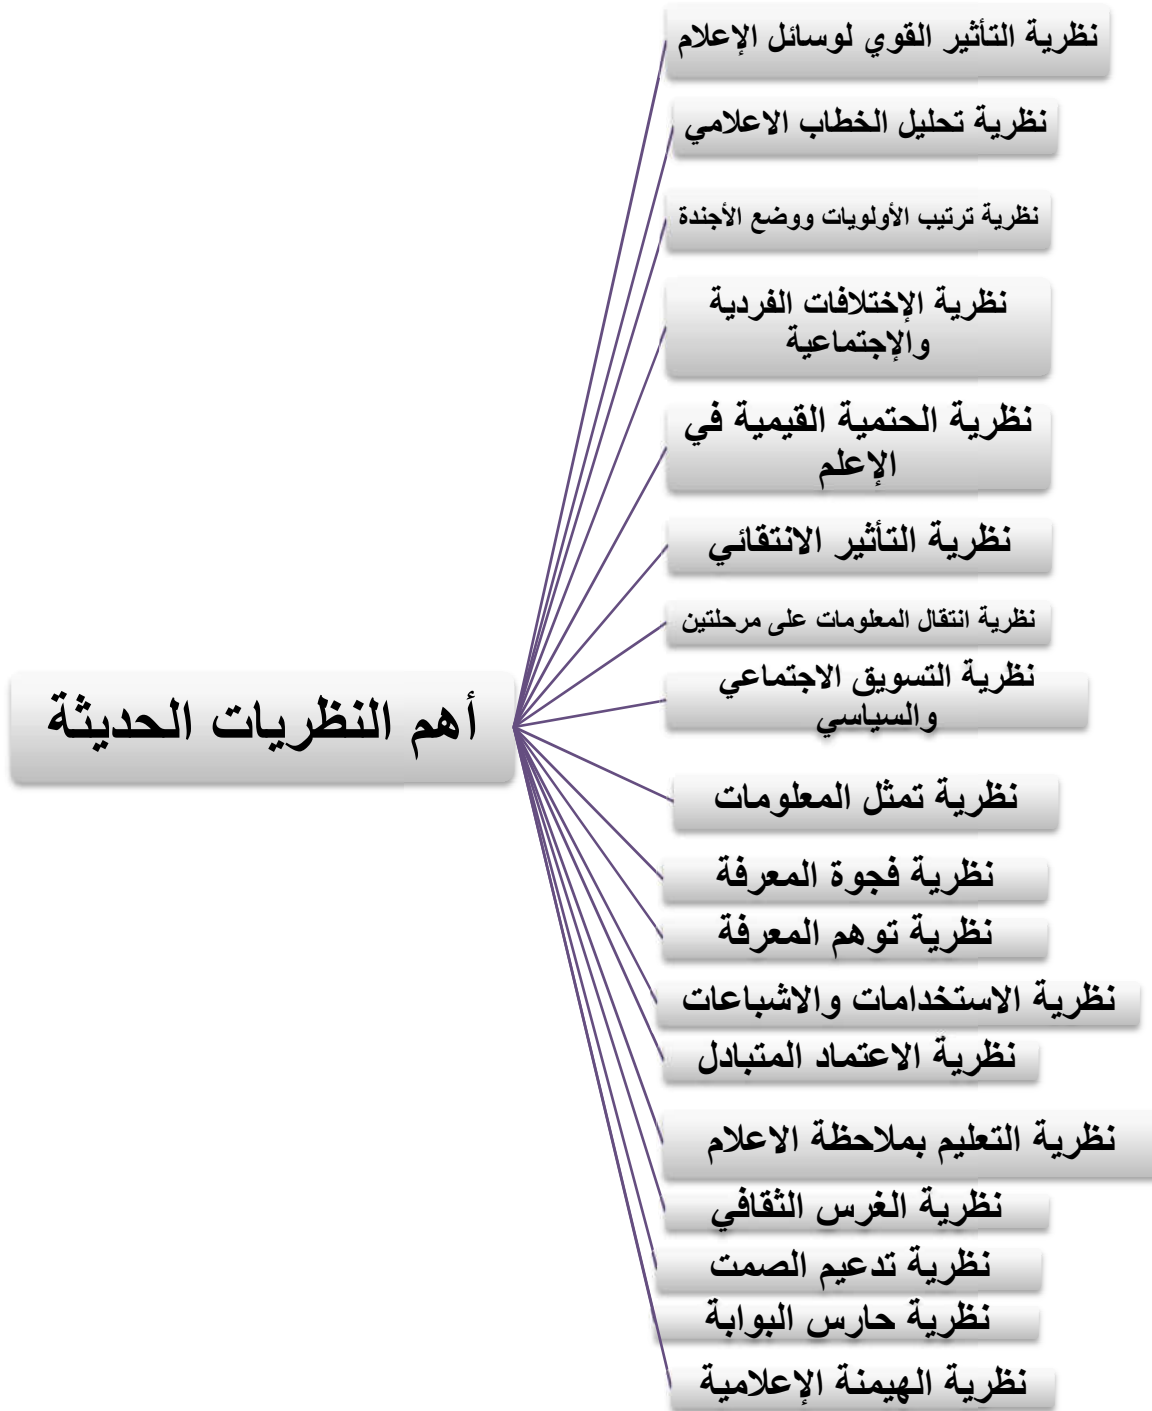 أهم النظريات الحديثة
نظرية التأثير القوي لوسائل الإعلام
نظرية تحليل الخطاب الاعلامي
نظرية ترتيب الأولويات ووضع الأجندة
نظرية الإختلافات الفردية
والإجتماعية
نظرية الحتمية القيمية في
الإعلم
نظرية التأثير الانتقائي
نظرية انتقال المعلومات على مرحلتين
نظرية التسويق الاجتماعي
والسياسي
نظرية تمثل المعلومات
نظرية فجوة المعرفة
نظرية توهم المعرفة
نظرية الاستخدامات والاشباعات
نظرية الاعتماد المتبادل
نظرية التعليم بملاحظة الاعلام
نظرية الغرس الثقافي
نظرية تدعيم الصمت
نظرية حارس البوابة
نظرية الهيمنة الإعلامية